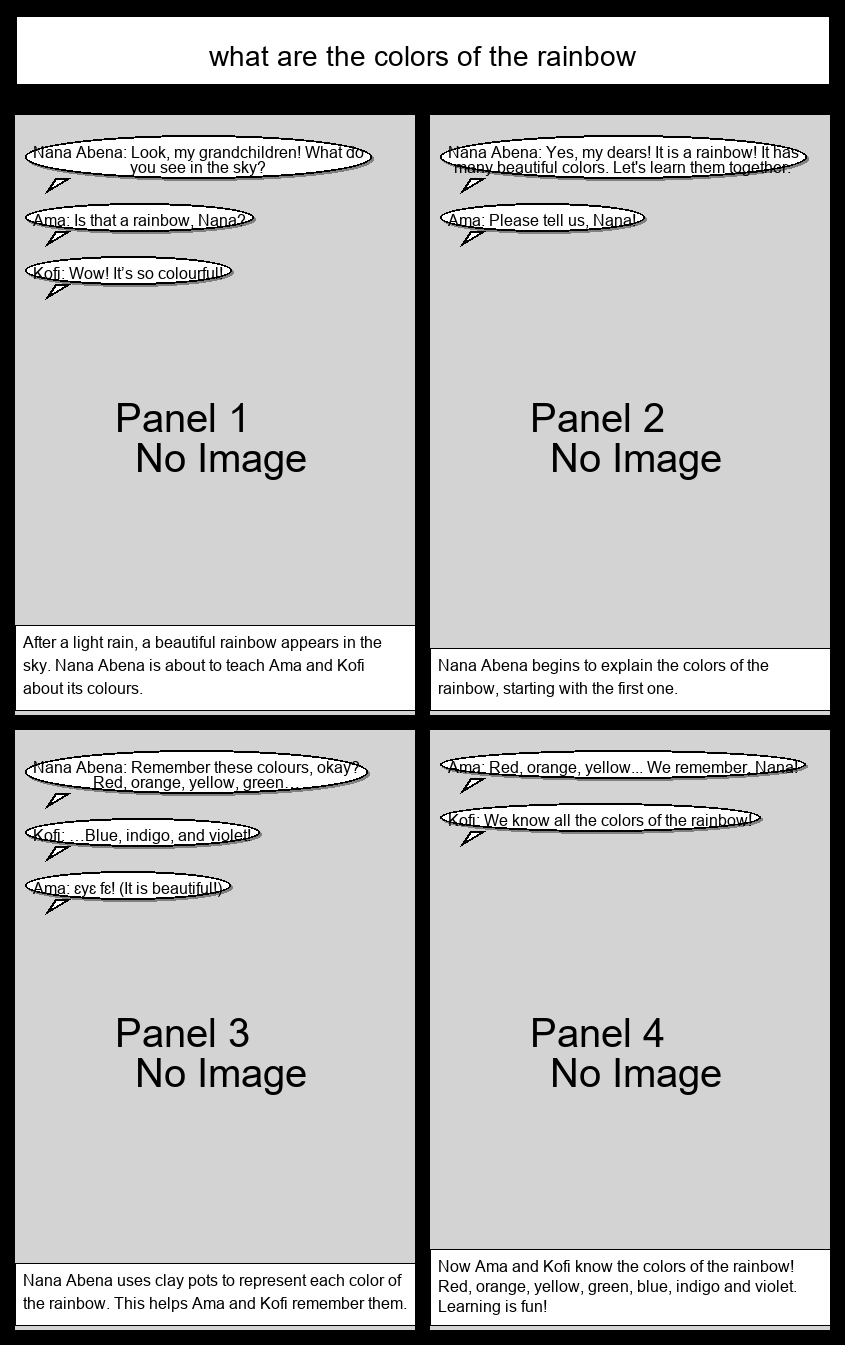 what are the colors of the rainbow
Nana Abena: Look, my grandchildren! What do
you see in the sky?
Ama: Is that a rainbow, Nana?
Kofi: Wow! It’s so colourful!
Panel 1
No Image
After a light rain, a beautiful rainbow appears in the
sky. Nana Abena is about to teach Ama and Kofi
about its colours.
Nana Abena: Yes, my dears! It is a rainbow! It has
many beautiful colors. Let's learn them together.
Ama: Please tell us, Nana!
Panel 2
No Image
Nana Abena begins to explain the colors of the
rainbow, starting with the first one.
Nana Abena: Remember these colours, okay?
Red, orange, yellow, green…
Kofi: …Blue, indigo, and violet!
Ama: ɛyɛ fɛ! (It is beautiful!)
Panel 3
No Image
Nana Abena uses clay pots to represent each color of
the rainbow. This helps Ama and Kofi remember them.
Ama: Red, orange, yellow... We remember, Nana!
Kofi: We know all the colors of the rainbow!
Panel 4
No Image
Now Ama and Kofi know the colors of the rainbow!
Red, orange, yellow, green, blue, indigo and violet.
Learning is fun!